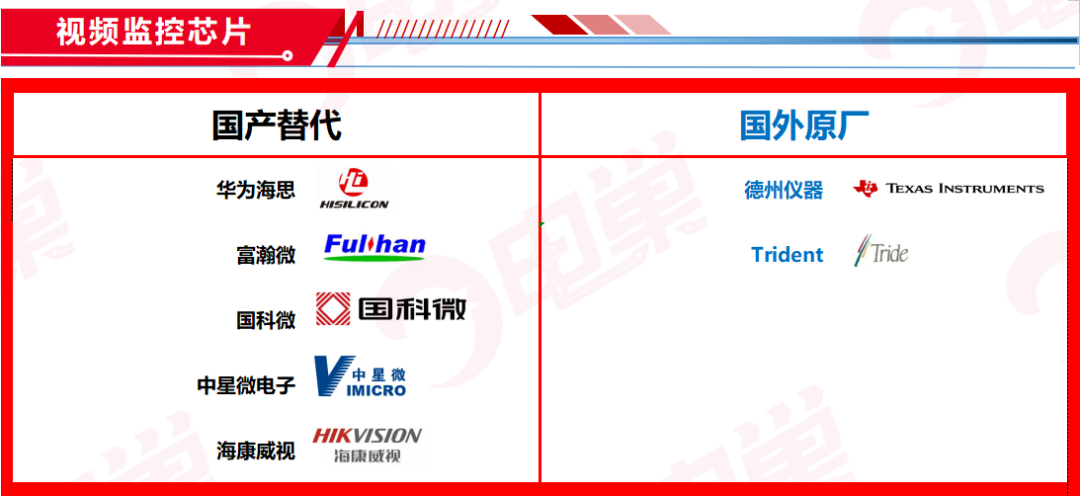 视频监控芯片
国产替代
国外原厂
华为海思 HISILICON
德州仪器 TEXAS INSTRUMENTS
富瀚微 Fullhan
Trident Tride
国科微 国科微
中星微电子 中星微 VIMICRO
海康威视 HIKVISION 海康威视
电巢